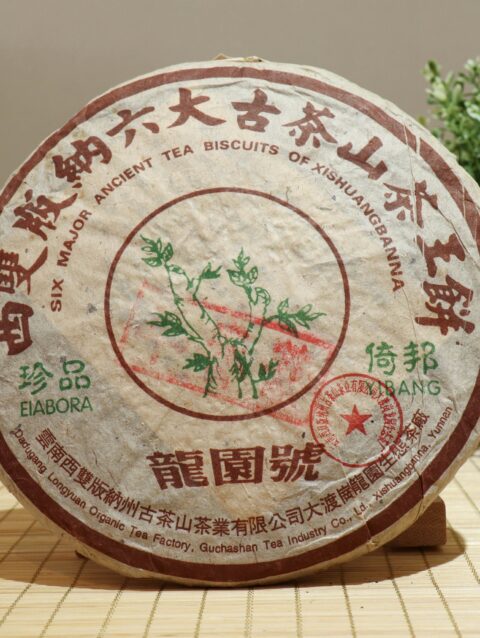 西雙版納六大古茶山茶王餅
SIX MAJOR ANCIENT TEA BISCUITS OF XISHUANGBANNA
珍品
EIABORA
倚邦
YIBANG
龍園號
雲南西雙版納州古茶山茶業有限公司大渡崗龍園生態茶廠
Dadugang Longyuan Organic Tea Factory, Guchashan Tea Industry Co., Ltd., Xishuangbanna, Yunnan